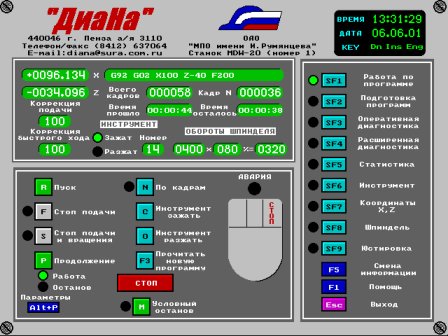 "ДиаНа"
440046 г. Пенза а/я 3110
Телефон/факс (8412) 637064
E-mail:diana@sura.com.ru
ОАО
"МПО имени И.Румянцева"
Станок MDW-20 (номер 1)
ВРЕМЯ 13:31:29
ДАТА 06.06.01
KEY Dn Ins Eng
+0096.134 X G92 G02 X100 Z-40 F200
-0034.096 Z Всего кадров 000058 Кадр N 000036
Коррекция подачи 100
Время прошло 00:00:44 Время осталось 00:00:38
ИНСТРУМЕНТ ОБОРОТЫ ШПИНДЕЛЯ
Коррекция быстрого хода 100
Зажат Номер
Разжат 14 0400 x 080 %= 0320
R Пуск
F Стоп подачи
S Стоп подачи и вращения
P Продолжение
Работа
Останов
Параметры
Alt+P
N По кадрам
C Инструмент зажать
O Инструмент разжать
F3 Прочитать новую программу
СТОП
M Условный останов
АВАРИЯ
СТОП
SF1 Работа по программе
SF2 Подготовка программ
SF3 Оперативная диагностика
SF4 Расширенная диагностика
SF5 Статистика
SF6 Инструмент
SF7 Координаты X,Z
SF8 Шпиндель
SF9 Юстировка
F5 Смена информации
F1 Помощь
Esc Выход